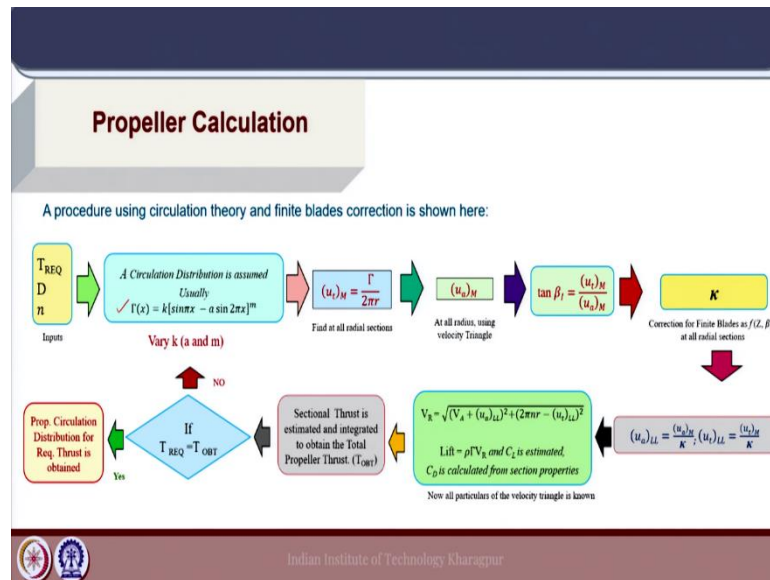 Propeller Calculation
A procedure using circulation theory and finite blades correction is shown here:
T_REQ
D
n
Inputs
A Circulation Distribution is assumed
Usually
✓ Γ(x) = k[sinπx − a sin 2πx]^m
Vary k (a and m)
(u_t)_M = Γ / 2πr
Find at all radial sections
(u_a)_M
At all radius, using
velocity Triangle
tan β_I = (u_t)_M / (u_a)_M
κ
Correction for Finite Blades as f(Z, β
at all radial sections
(u_a)_LL = (u_a)_M / κ ; (u_t)_LL = (u_t)_M / κ
V_R = √((V_A + (u_a)_LL)² + (2πnr − (u_t)_LL)²)
Lift = ρΓV_R and C_L is estimated,
C_D is calculated from section properties
Now all particulars of the velocity triangle is known
Sectional Thrust is
estimated and integrated
to obtain the Total
Propeller Thrust. (T_OBT)
If
T_REQ = T_OBT
NO
Yes
Prop. Circulation
Distribution for
Req. Thrust is
obtained
Indian Institute of Technology Kharagpur